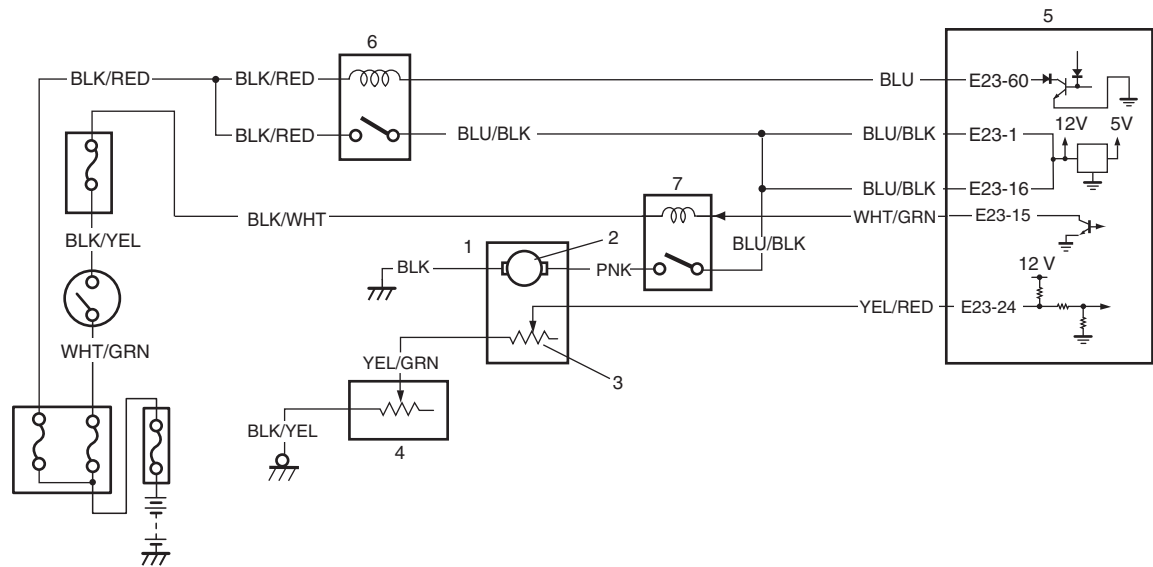 5
6
BLK/RED BLK/RED BLU E23-60
12V 5V
BLK/RED BLU/BLK BLU/BLK E23-1
7
BLU/BLK E23-16
BLK/WHT WHT/GRN E23-15
BLK/YEL 1 2 BLU/BLK
BLK PNK 12 V
YEL/RED E23-24
WHT/GRN
YEL/GRN 3
BLK/YEL
4